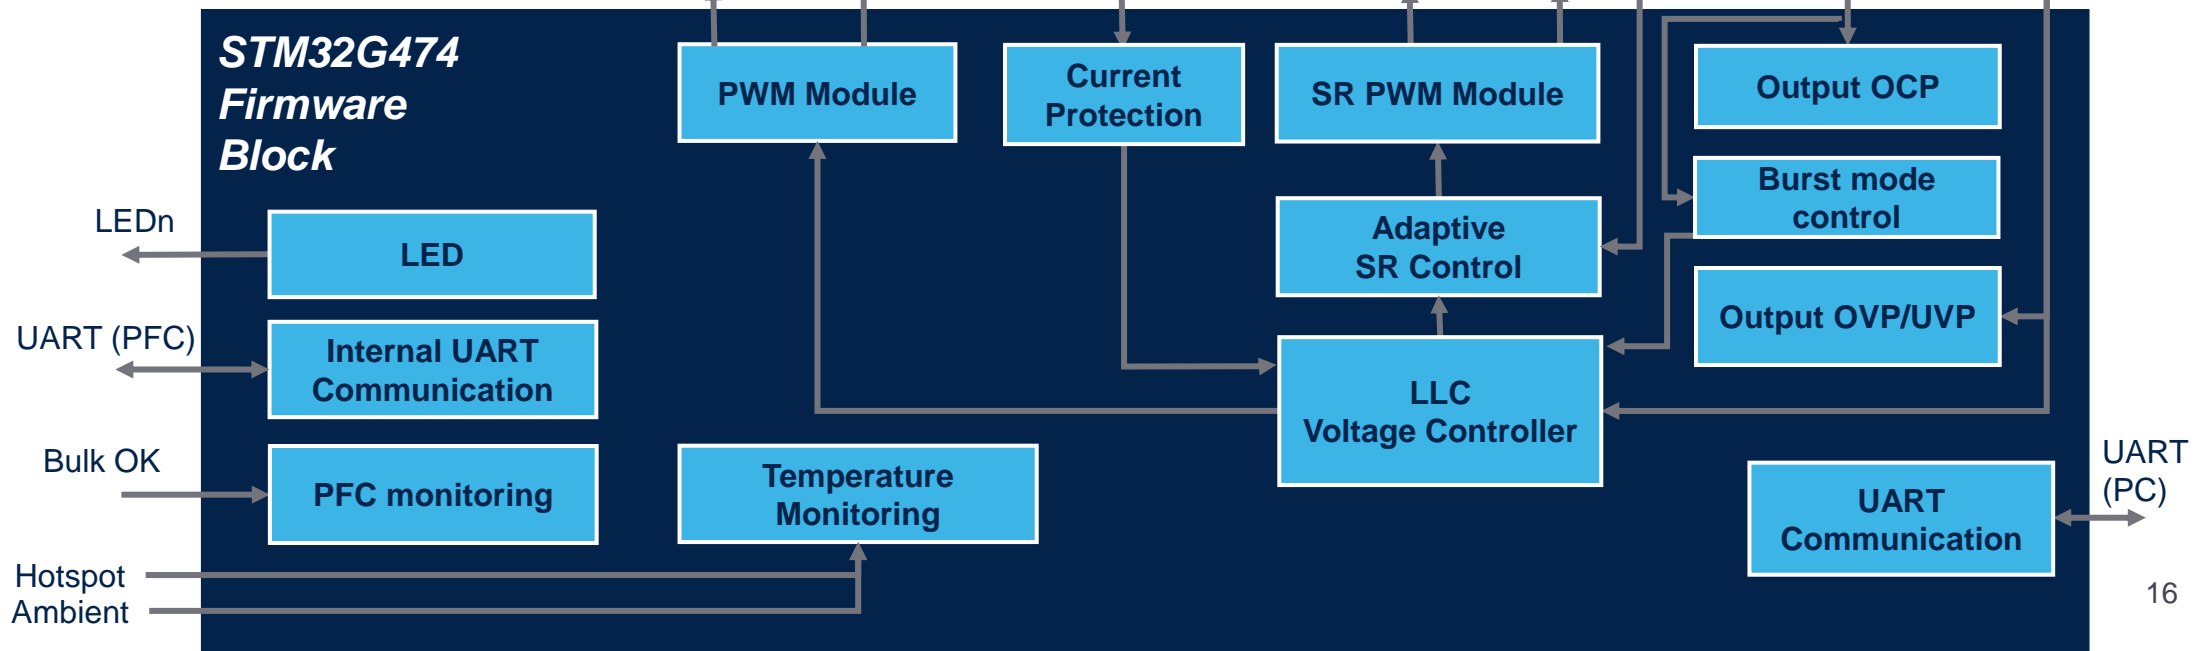 STM32G474
Firmware
Block
PWM Module
Current
Protection
SR PWM Module
Output OCP
Burst mode
control
LEDn
LED
Adaptive
SR Control
Output OVP/UVP
UART (PFC)
Internal UART
Communication
LLC
Voltage Controller
Bulk OK
PFC monitoring
Temperature
Monitoring
UART
Communication
UART
(PC)
Hotspot
Ambient
16